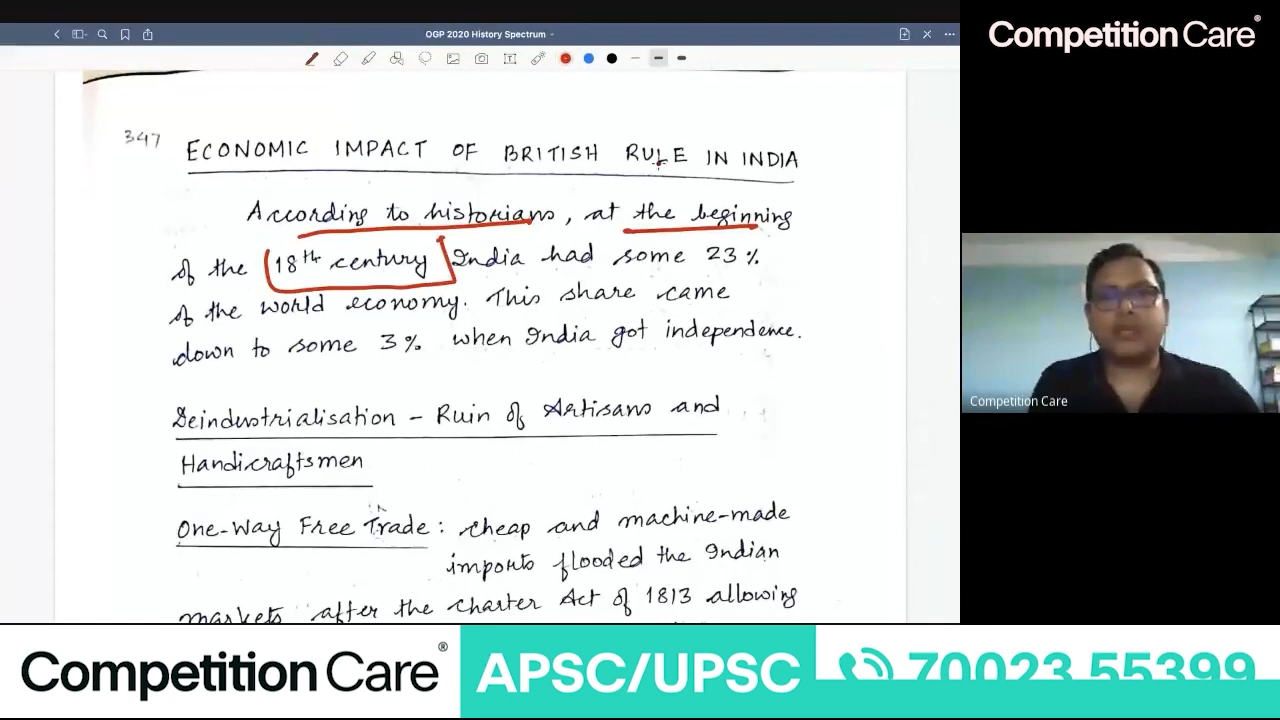 OGP 2020 History Spectrum
Competition Care®
347
ECONOMIC IMPACT OF BRITISH RULE IN INDIA
According to historians, at the beginning
of the 18th century India had some 23%
of the world economy. This share came
down to some 3% when India got independence.
Deindustrialisation – Ruin of Artisans and
Handicraftsmen
One-Way Free Trade: cheap and machine-made
imports flooded the Indian
markets after the Charter Act of 1813 allowing
Competition Care
Competition Care®
APSC/UPSC
70023 55399